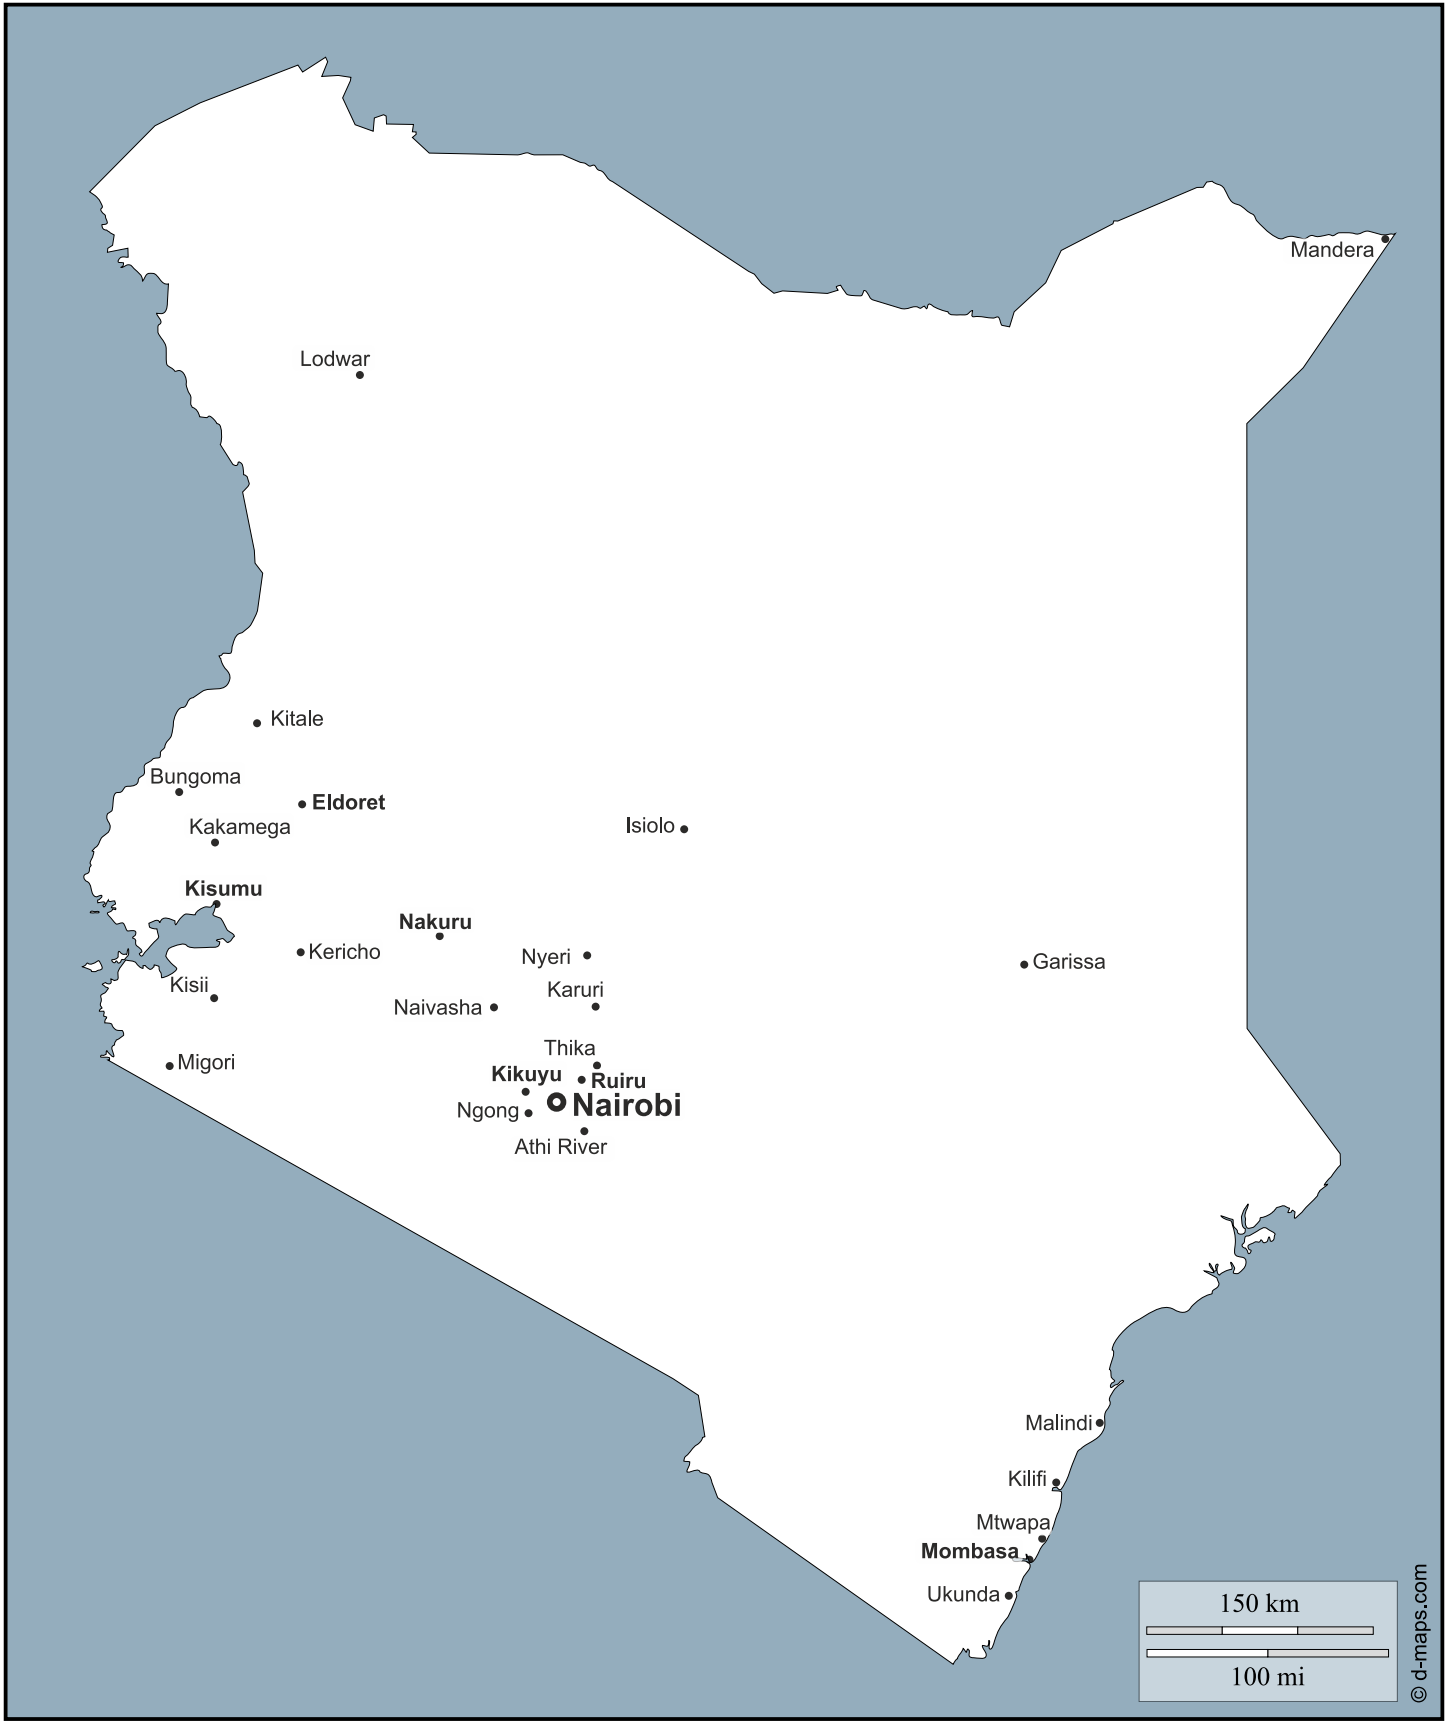 Mandera
Lodwar
Kitale
Bungoma
Eldoret
Kakamega
Isiolo
Kisumu
Nakuru
Kericho
Nyeri
Garissa
Kisii
Karuri
Naivasha
Thika
Migori
Kikuyu
Ruiru
Ngong
Nairobi
Athi River
Malindi
Kilifi
Mtwapa
Mombasa
Ukunda
150 km
100 mi
© d-maps.com